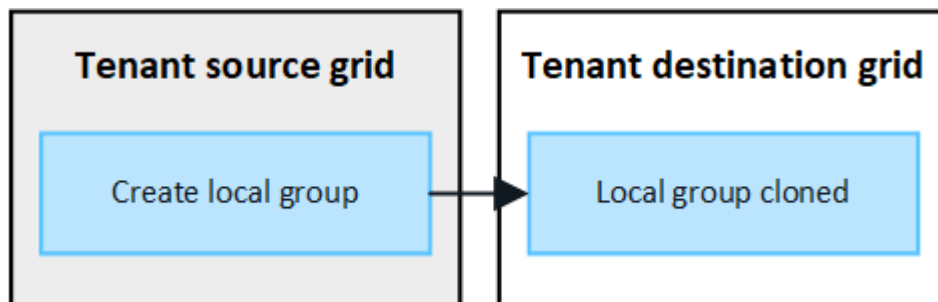 Tenant source grid
Create local group
Tenant destination grid
Local group cloned